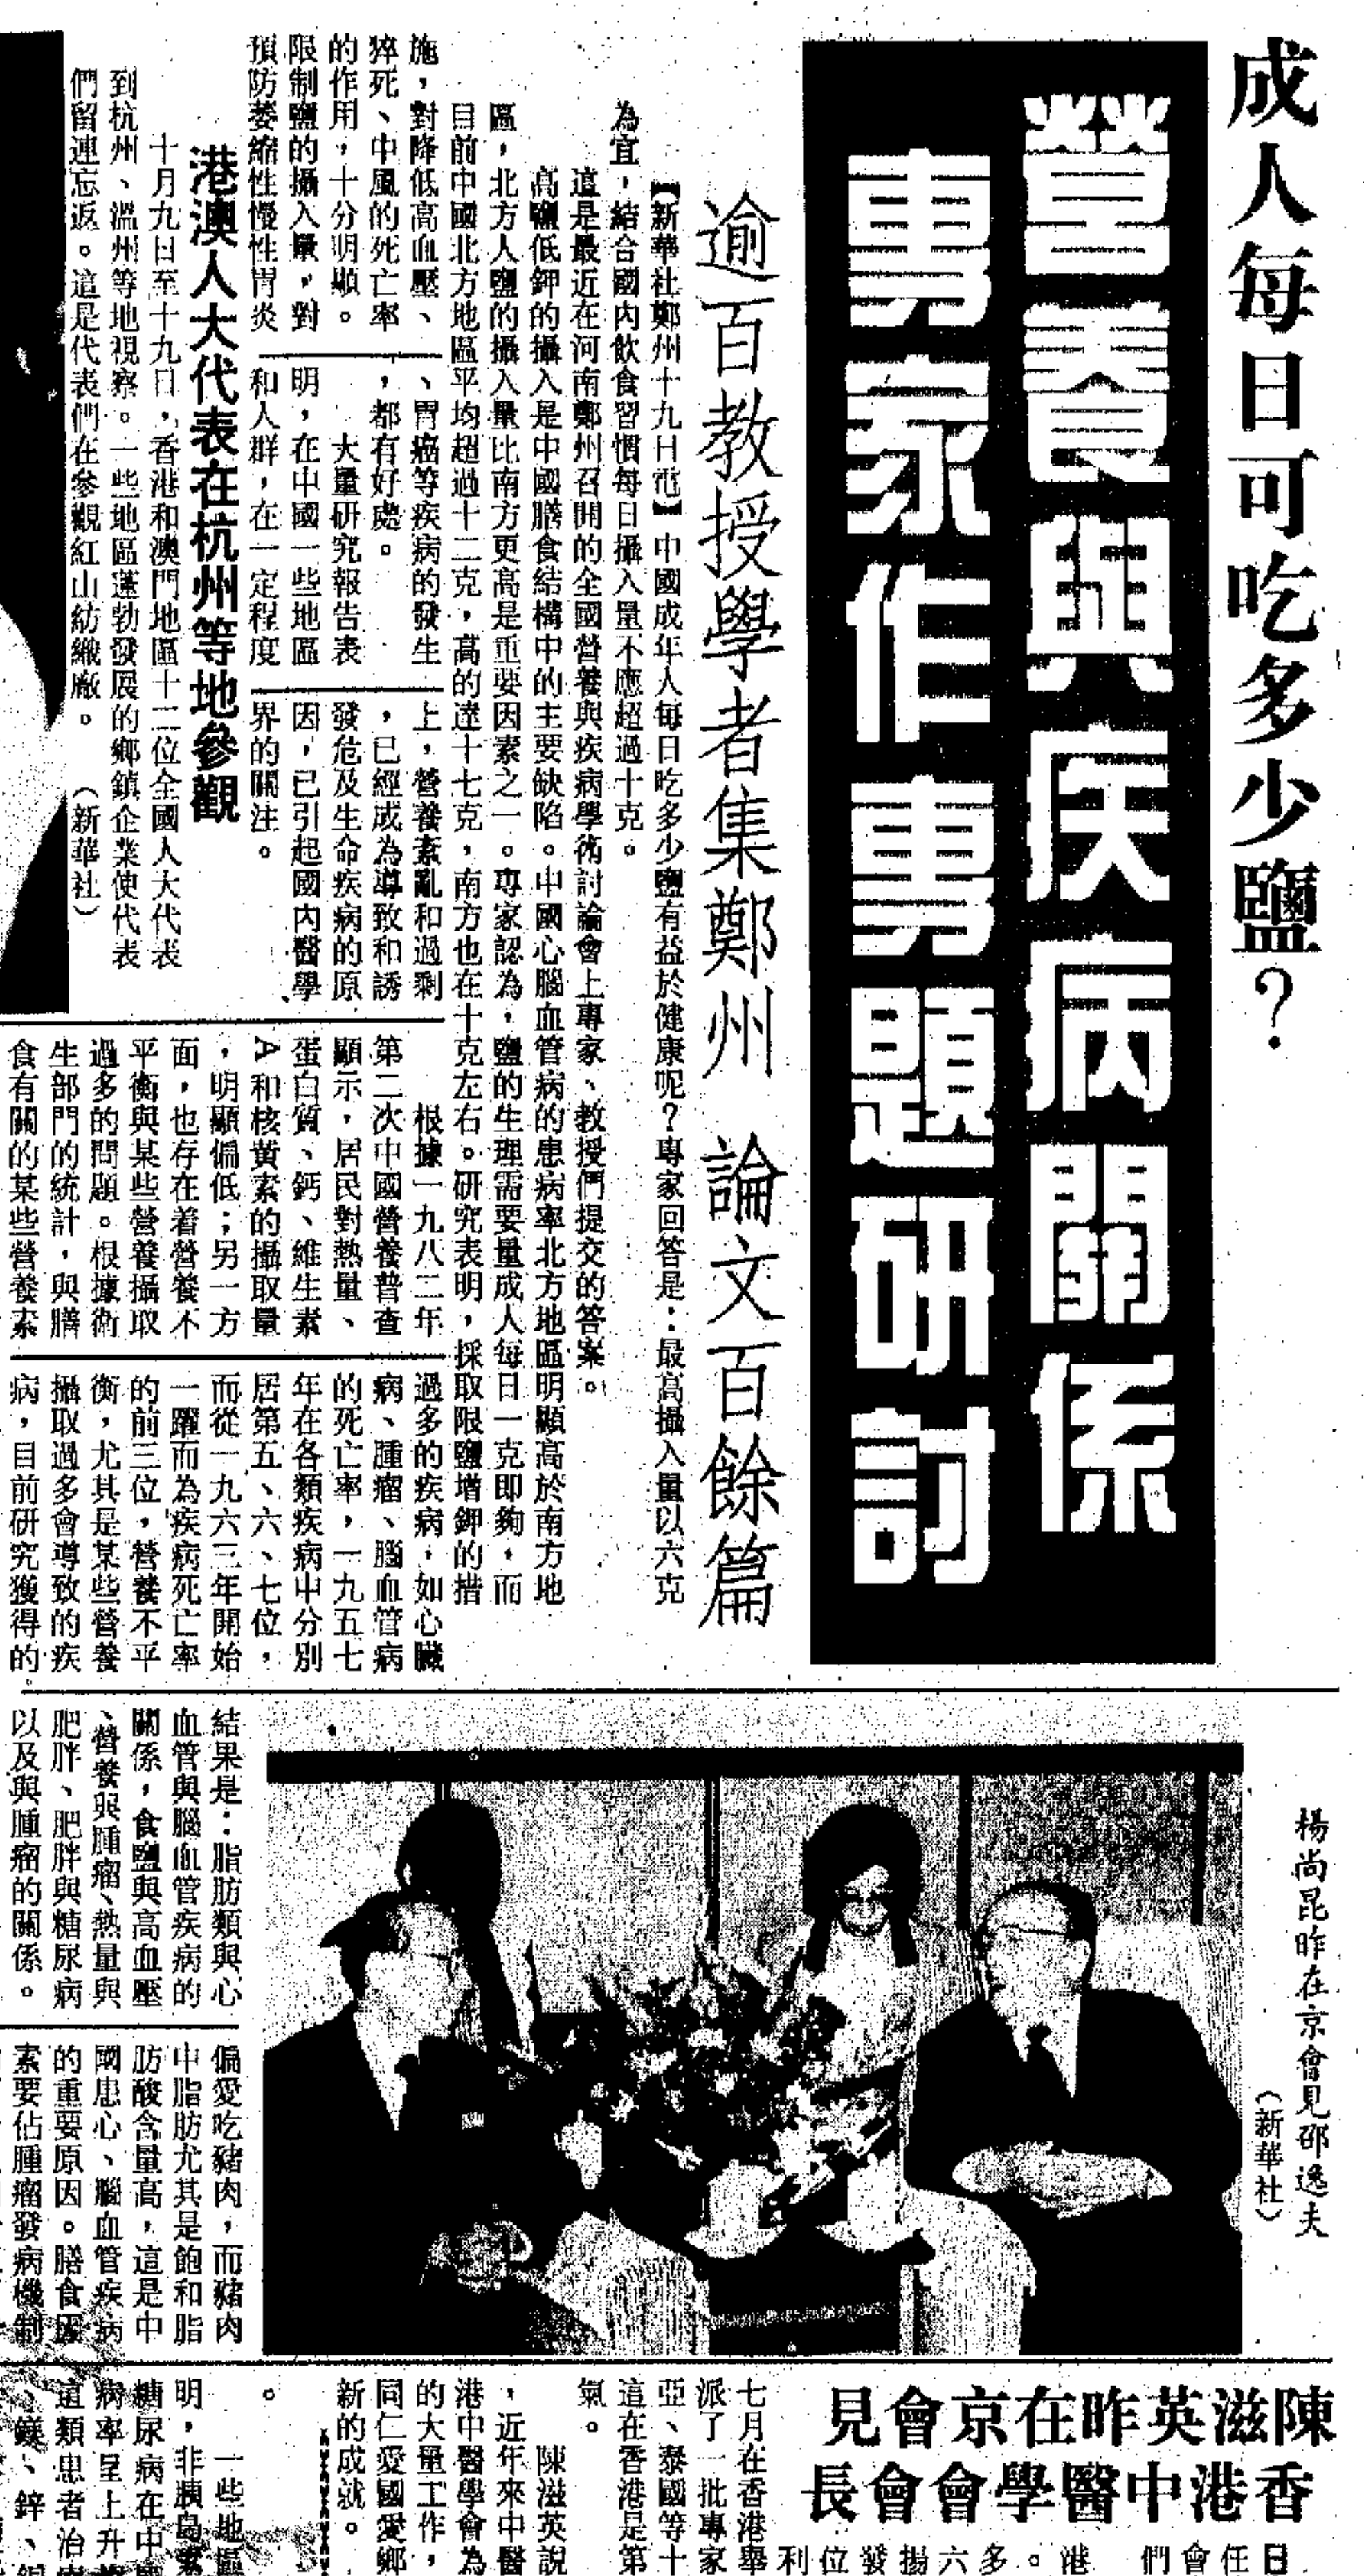 成人每日可吃多少鹽？
營養與疾病關係
專家作專題研討
逾百教授學者集鄭州　論文百餘篇
【新華社鄭州十九日電】中國成年人每日吃多少鹽有益於健康呢？專家回答是：最高攝入量以六克
為宜，結合國內飲食習慣每日攝入量不應超過十克。
這是最近在河南鄭州召開的全國營養與疾病學術討論會上專家、教授們提交的答案。
高鹽低鉀的攝入是中國膳食結構中的主要缺陷。中國心腦血管病的患病率北方地區明顯高於南方地
區，北方人鹽的攝入量比南方更高是重要因素之一。專家認為，鹽的生理需要量成人每日一克即夠，而
目前中國北方地區平均超過十二克，高的達十七克，南方也在十克左右。研究表明，採取限鹽增鉀的措
施，對降低高血壓、
猝死、中風的死亡率
的作用，十分明顯。
限制鹽的攝入量，對
預防萎縮性慢性胃炎
、胃癌等疾病的發生
，都有好處。
大量研究報告表
明，在中國一些地區
和人群，在一定程度
上，營養紊亂和過剩
，已經成為導致和誘
發危及生命疾病的原
因，已引起國內醫學
界的關注。
根據一九八二年
第二次中國營養普查
顯示，居民對熱量、
蛋白質、鈣、維生素
A和核黃素的攝取量
，明顯偏低；另一方
面，也存在着營養不
平衡與某些營養攝取
過多的問題。根據衛
生部門的統計，與膳
食有關的某些營養素
過多的疾病，如心臟
病、腫瘤、腦血管病
的死亡率，一九五七
年在各類疾病中分別
居第五、六、七位，
而從一九六三年開始
一躍而為疾病死亡率
的前三位，營養不平
衡，尤其是某些營養
攝取過多會導致的疾
病，目前研究獲得的
結果是：脂肪類與心
血管與腦血管疾病的
關係，食鹽與高血壓
、營養與腫瘤、熱量與
肥胖、肥胖與糖尿病
以及與腫瘤的關係。
偏愛吃豬肉，而豬肉
中脂肪尤其是飽和脂
肪酸含量高，這是中
國患心、腦血管疾病
的重要原因。膳食因
素要佔腫瘤發病機制
。
一些地區
明，非胰島素
糖尿病在中國
病率呈上升
這類患者治
、鎂、鋅、銅
港澳人大代表在杭州等地參觀
十月九日至十九日，香港和澳門地區十二位全國人大代表
到杭州、溫州等地視察。一些地區蓬勃發展的鄉鎮企業使代表
們留連忘返。這是代表們在參觀紅山紡織廠。
（新華社）
楊尚昆昨在京會見邵逸夫
（新華社）
陳滋英昨在京會見
香港中醫學會會長
日任會們
港。多六揚發位利
七月在香港舉
派了一批專家
亞、泰國等十
這在香港是第
氣。
陳滋英說
，近年來中醫
港中醫學會為
的大量工作，
同仁愛國愛鄉
新的成就。